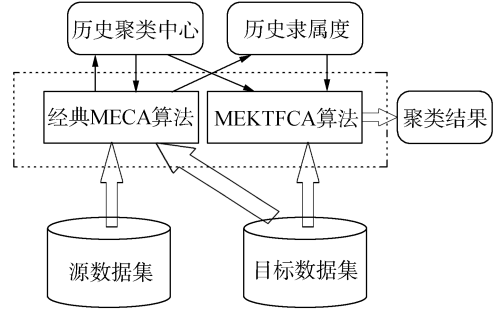 历史聚类中心
历史隶属度
经典MECA算法
MEKTFCA算法
聚类结果
源数据集
目标数据集